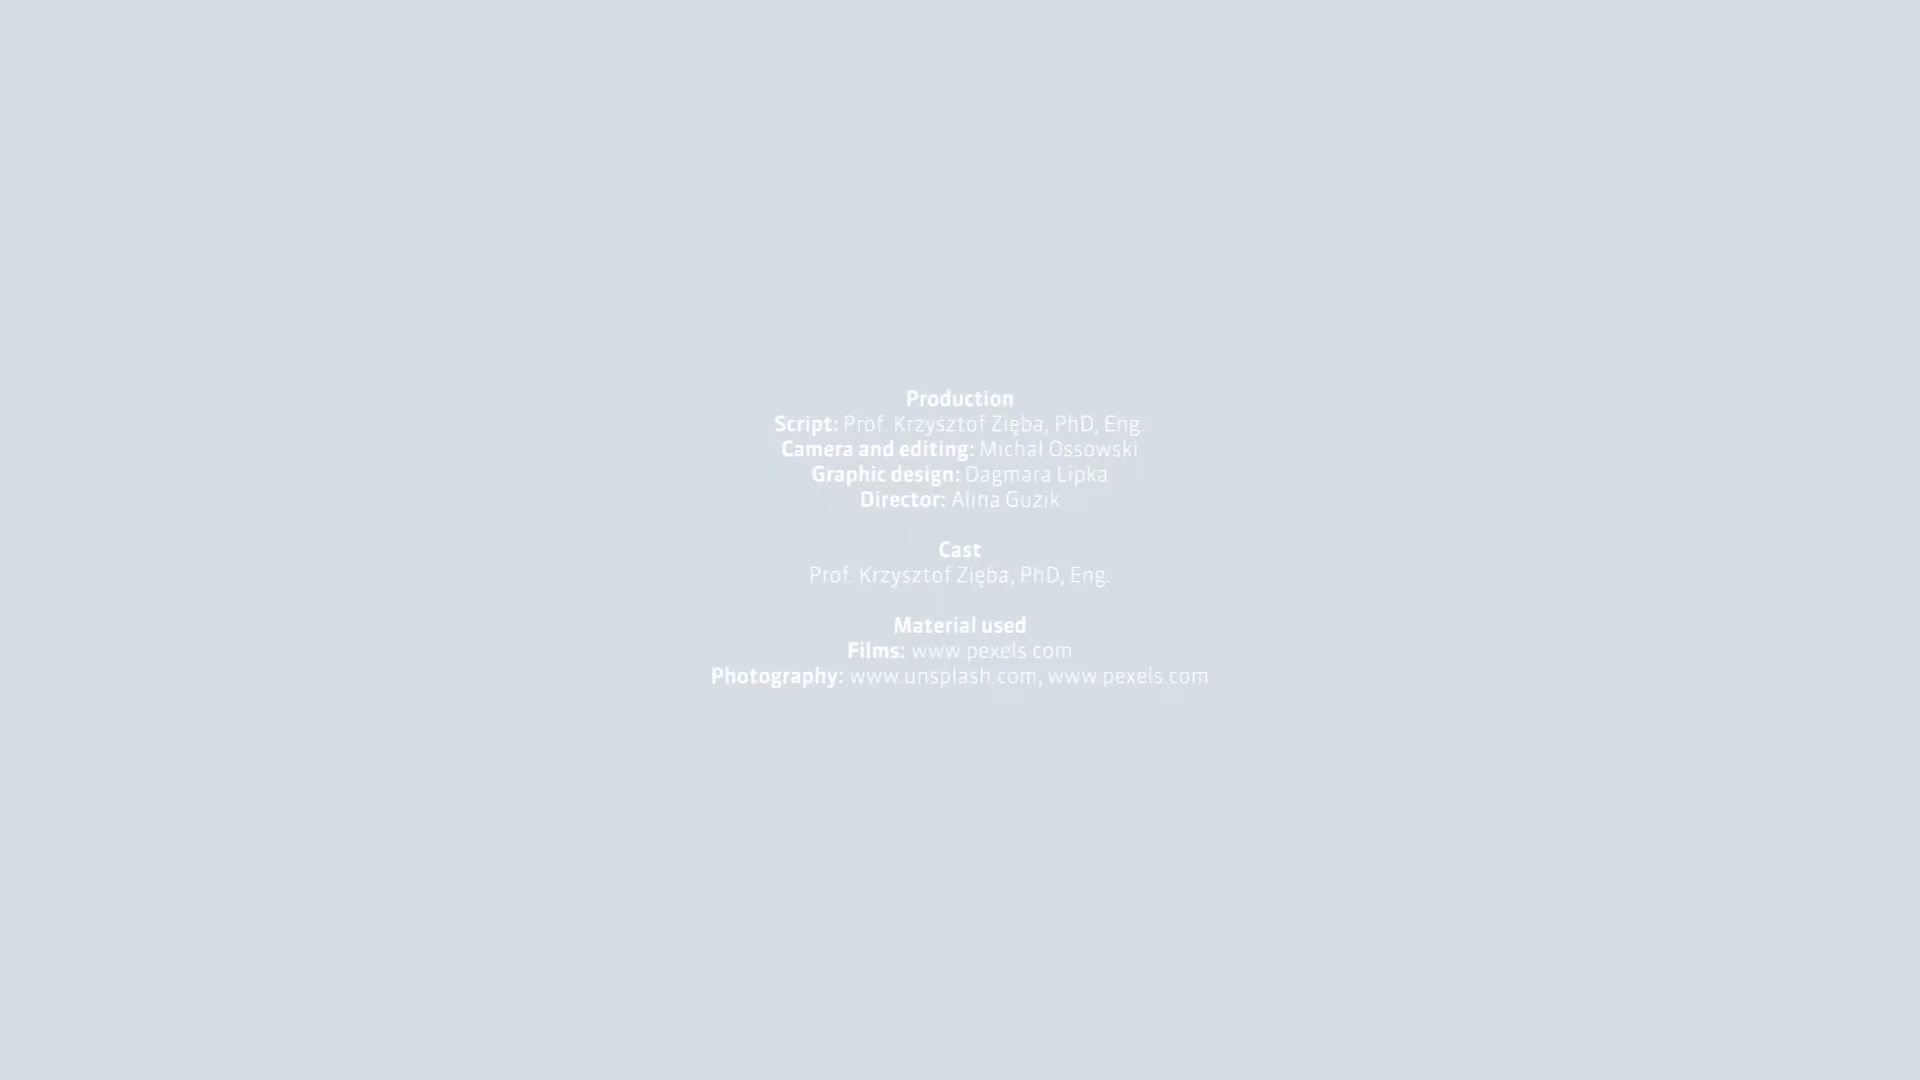 Production
Script: Prof. Krzysztof Zięba, PhD, Eng.
Camera and editing: Michał Ossowski
Graphic design: Dagmara Lipka
Director: Alina Guzik
Cast
Prof. Krzysztof Zięba, PhD, Eng.
Material used
Films: www.pexels.com
Photography: www.unsplash.com, www.pexels.com